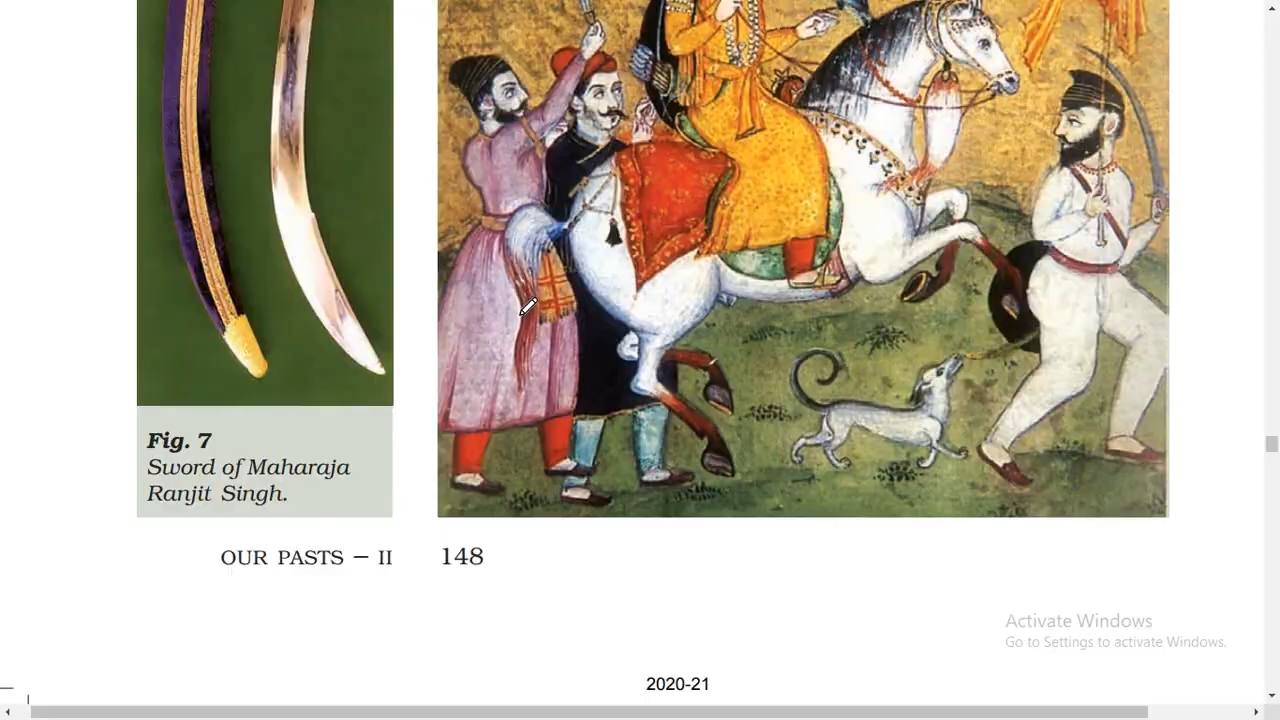 Fig. 7
Sword of Maharaja
Ranjit Singh.
OUR PASTS – II 148
Activate Windows
Go to Settings to activate Windows.
2020-21